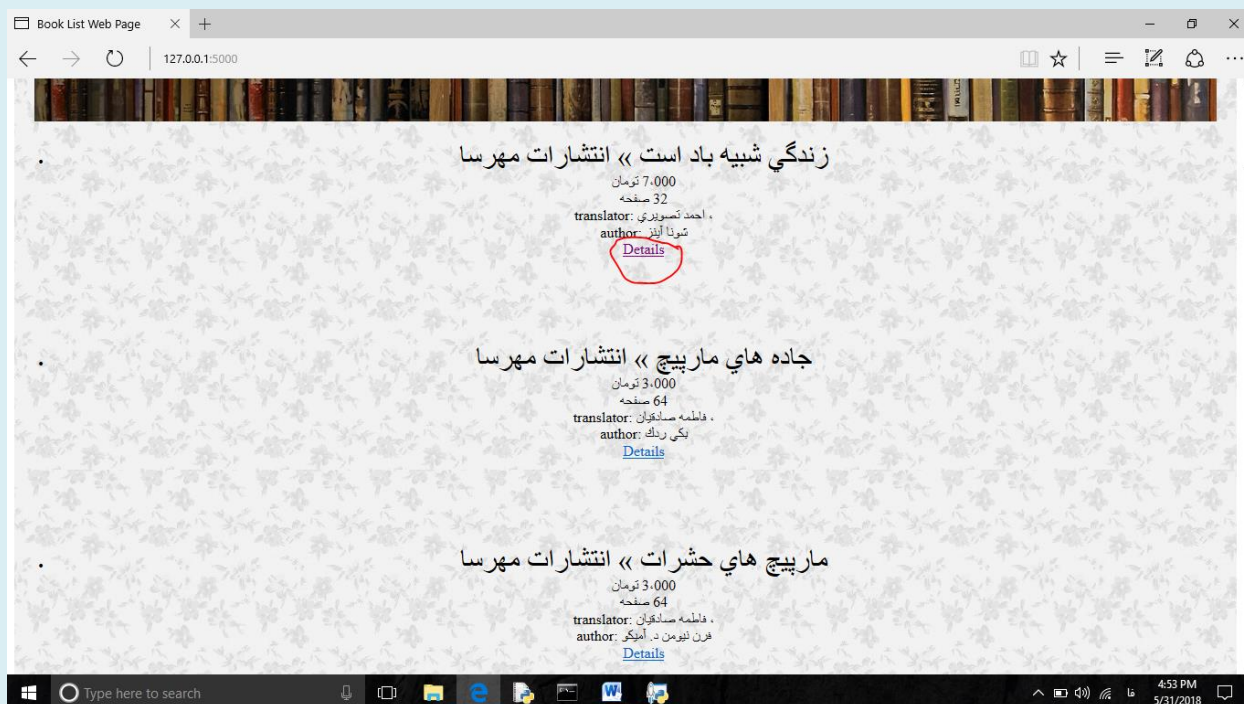 Book List Web Page
127.0.0.1:5000
زندگي شبيه باد است » انتشارات مهرسا
7،000 تومان
32 صفحه
translator: احمد تصويري ،
author: شونا آينز
Details
جاده هاي مارپيچ » انتشارات مهرسا
3،000 تومان
64 صفحه
translator: فاطمه صادقيان ،
author: بكي ردك
Details
مارپيچ هاي حشرات » انتشارات مهرسا
3،000 تومان
64 صفحه
translator: فاطمه صادقيان ،
author: فرن نيومن د. آميكو
Details
Type here to search
فا
4:53 PM
5/31/2018